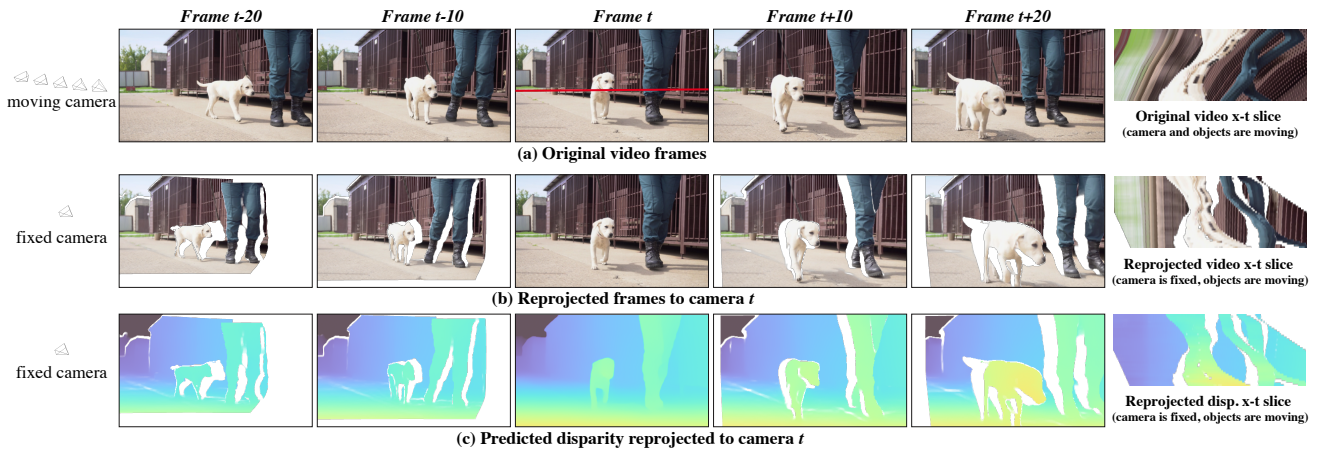 Frame t-20 Frame t-10 Frame t Frame t+10 Frame t+20
moving camera
Original video x-t slice
(camera and objects are moving)
(a) Original video frames
fixed camera
Reprojected video x-t slice
(camera is fixed, objects are moving)
(b) Reprojected frames to camera t
fixed camera
Reprojected disp. x-t slice
(camera is fixed, objects are moving)
(c) Predicted disparity reprojected to camera t